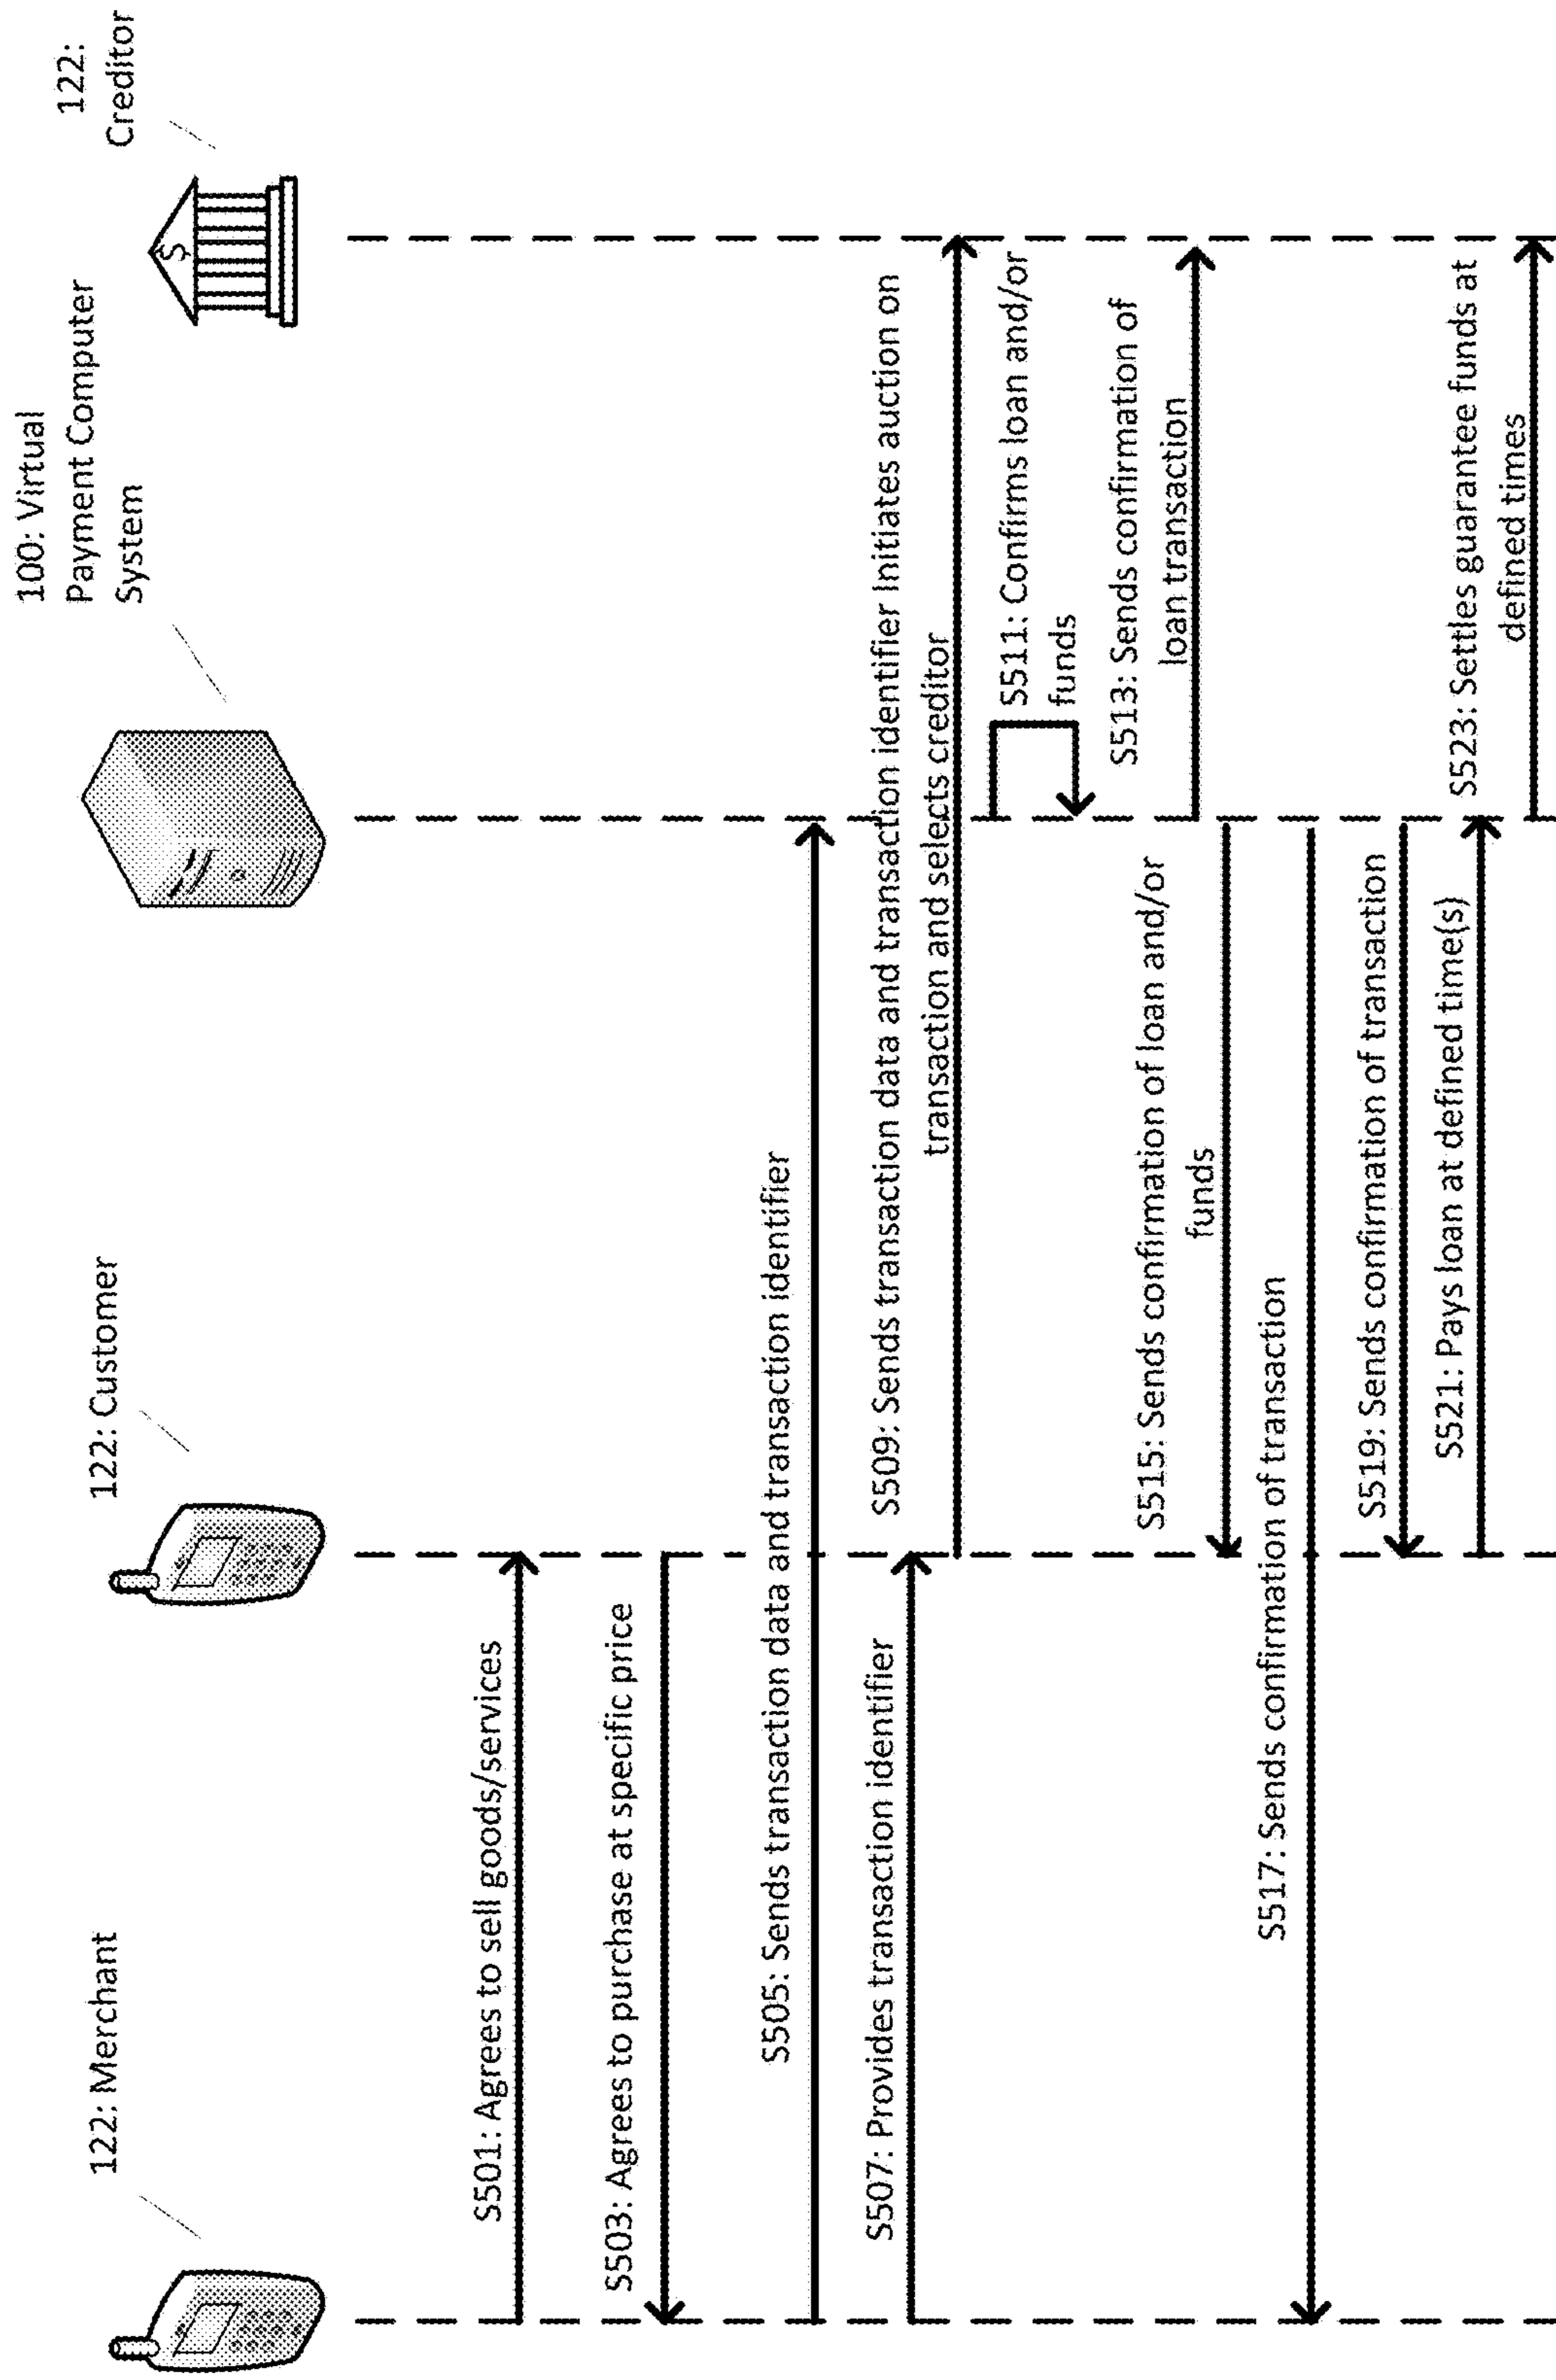 122: Merchant
122: Customer
100: Virtual
Payment Computer
System
122:
Creditor
S501: Agrees to sell goods/services
S503: Agrees to purchase at specific price
S505: Sends transaction data and transaction identifier
S507: Provides transaction identifier
S509: Sends transaction data and transaction identifier Initiates auction on
transaction and selects creditor
S511: Confirms loan and/or
funds
S513: Sends confirmation of
loan transaction
S515: Sends confirmation of loan and/or
funds
S517: Sends confirmation of transaction
S519: Sends confirmation of transaction
S521: Pays loan at defined time(s)
S523: Settles guarantee funds at
defined times
$